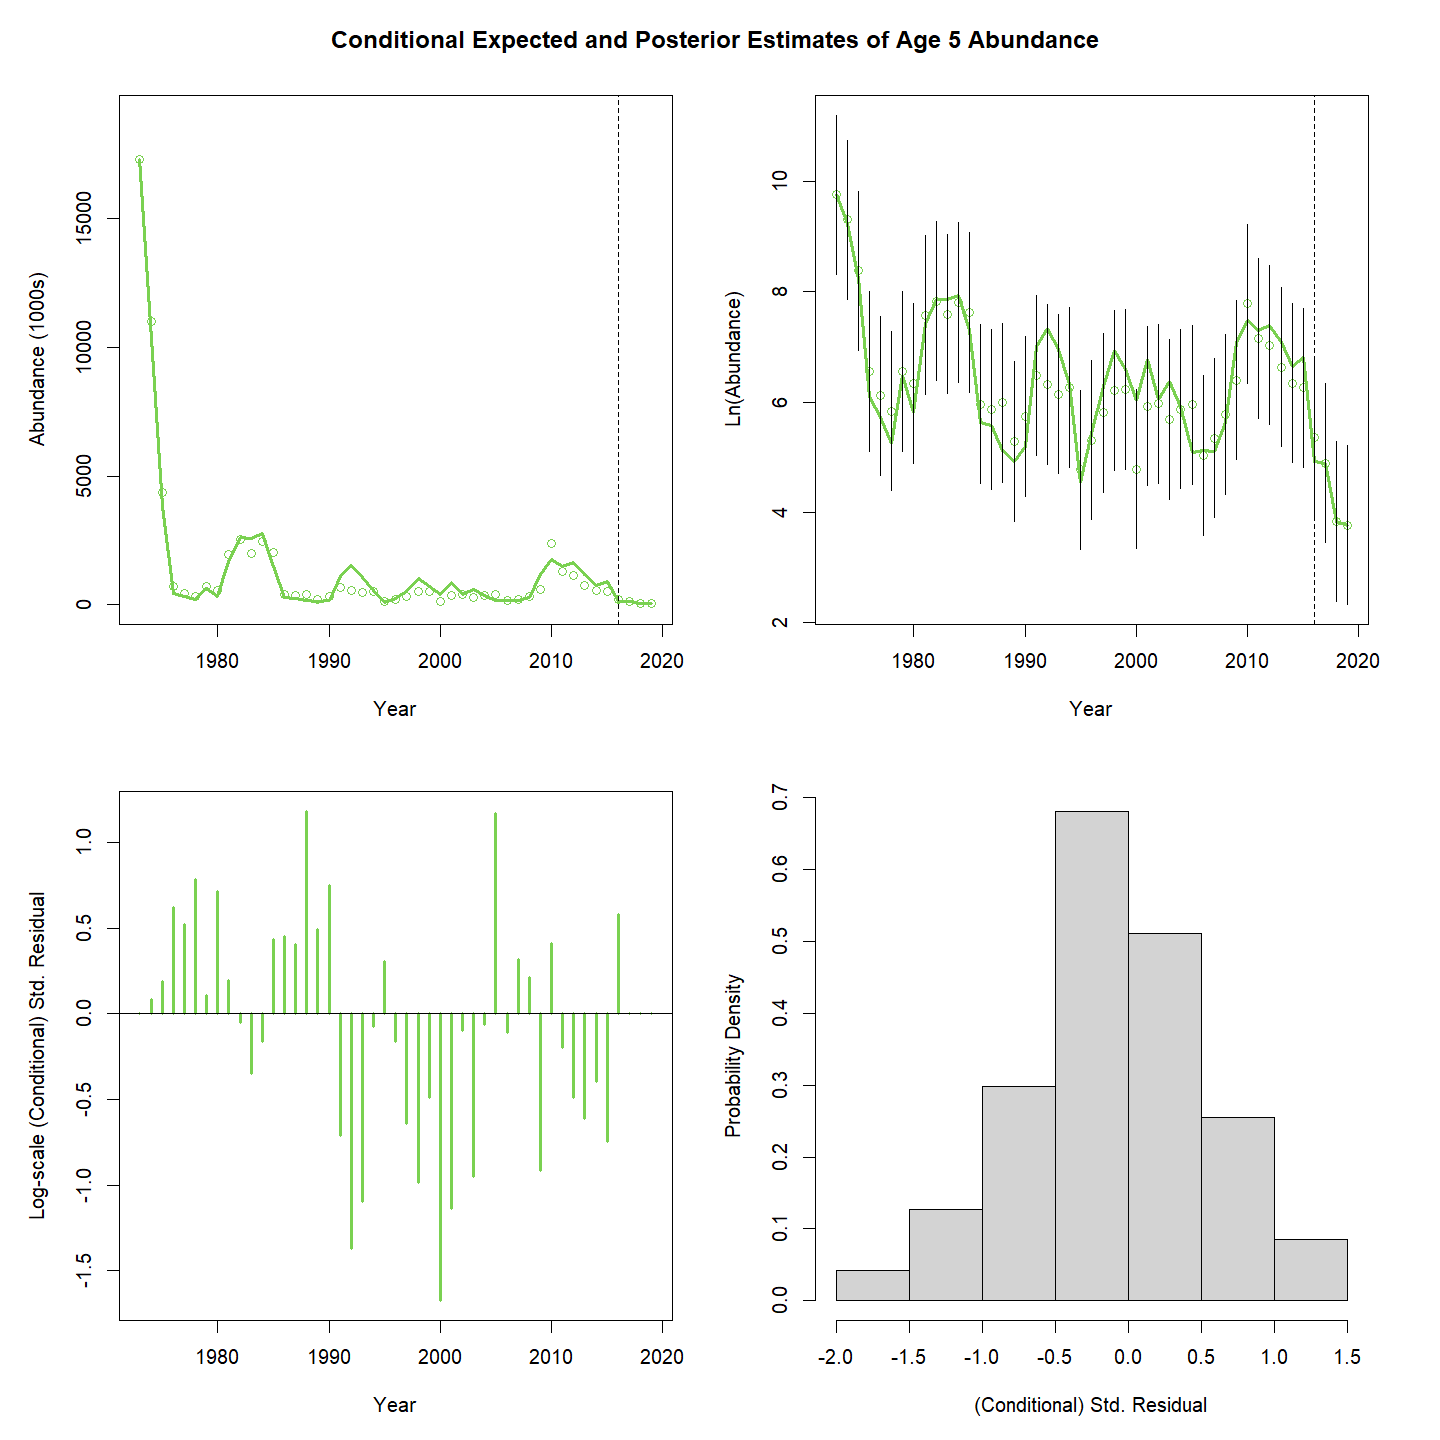 Conditional Expected and Posterior Estimates of Age 5 Abundance
Abundance (1000s)
0
5000
10000
15000
1980 1990 2000 2010 2020
Year
Ln(Abundance)
2
4
6
8
10
1980 1990 2000 2010 2020
Year
Log-scale (Conditional) Std. Residual
-1.5
-1.0
-0.5
0.0
0.5
1.0
1980 1990 2000 2010 2020
Year
Probability Density
0.0
0.1
0.2
0.3
0.4
0.5
0.6
0.7
-2.0 -1.5 -1.0 -0.5 0.0 0.5 1.0 1.5
(Conditional) Std. Residual